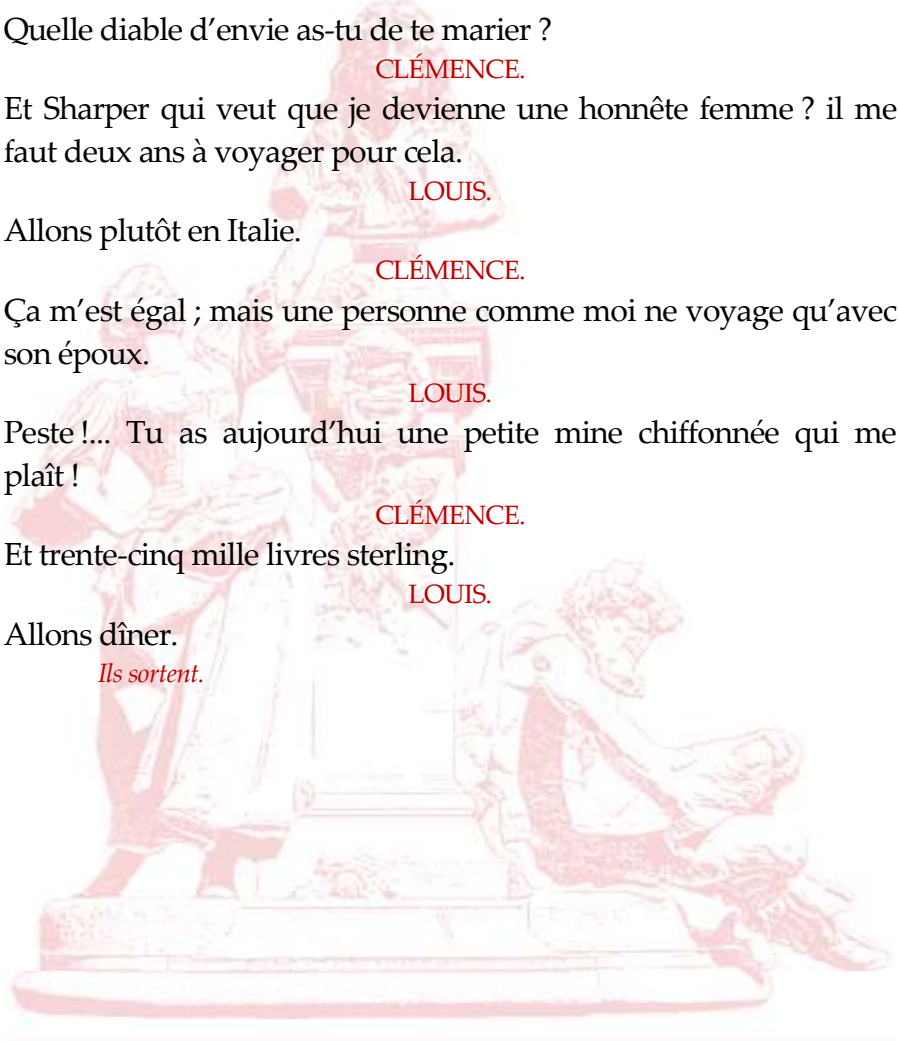 Quelle diable d’envie as-tu de te marier ?
CLÉMENCE.
Et Sharper qui veut que je devienne une honnête femme ? il me
faut deux ans à voyager pour cela.
LOUIS.
Allons plutôt en Italie.
CLÉMENCE.
Ça m’est égal ; mais une personne comme moi ne voyage qu’avec
son époux.
LOUIS.
Peste !... Tu as aujourd’hui une petite mine chiffonnée qui me
plaît !
CLÉMENCE.
Et trente-cinq mille livres sterling.
LOUIS.
Allons dîner.
Ils sortent.